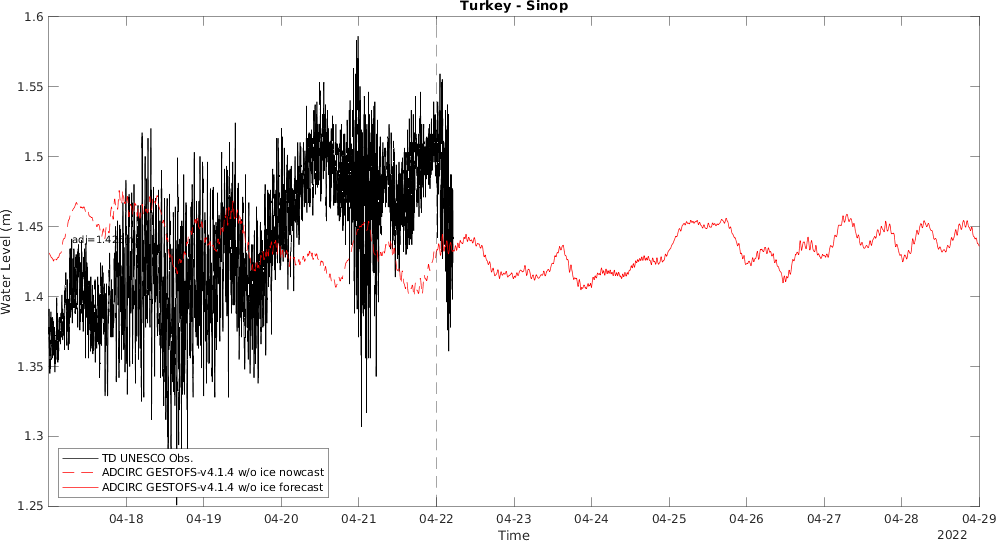 Turkey - Sinop
Water Level (m)
1.6
1.55
1.5
1.45
1.4
1.35
1.3
1.25
TD UNESCO Obs.
ADCIRC GESTOFS-v4.1.4 w/o ice nowcast
ADCIRC GESTOFS-v4.1.4 w/o ice forecast
04-18 04-19 04-20 04-21 04-22 04-23 04-24 04-25 04-26 04-27 04-28 04-29
Time
2022